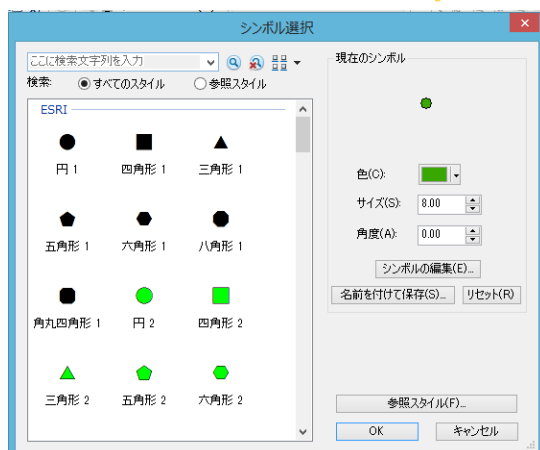 シンボル選択
ここに検索文字列を入力
検索: すべてのスタイル 参照スタイル
ESRI
円 1 四角形 1 三角形 1
五角形 1 六角形 1 八角形 1
角丸四角形 1 円 2 四角形 2
三角形 2 五角形 2 六角形 2
現在のシンボル
色(C):
サイズ(S): 8.00
角度(A): 0.00
シンボルの編集(E)...
名前を付けて保存(S)... リセット(R)
参照スタイル(F)...
OK キャンセル